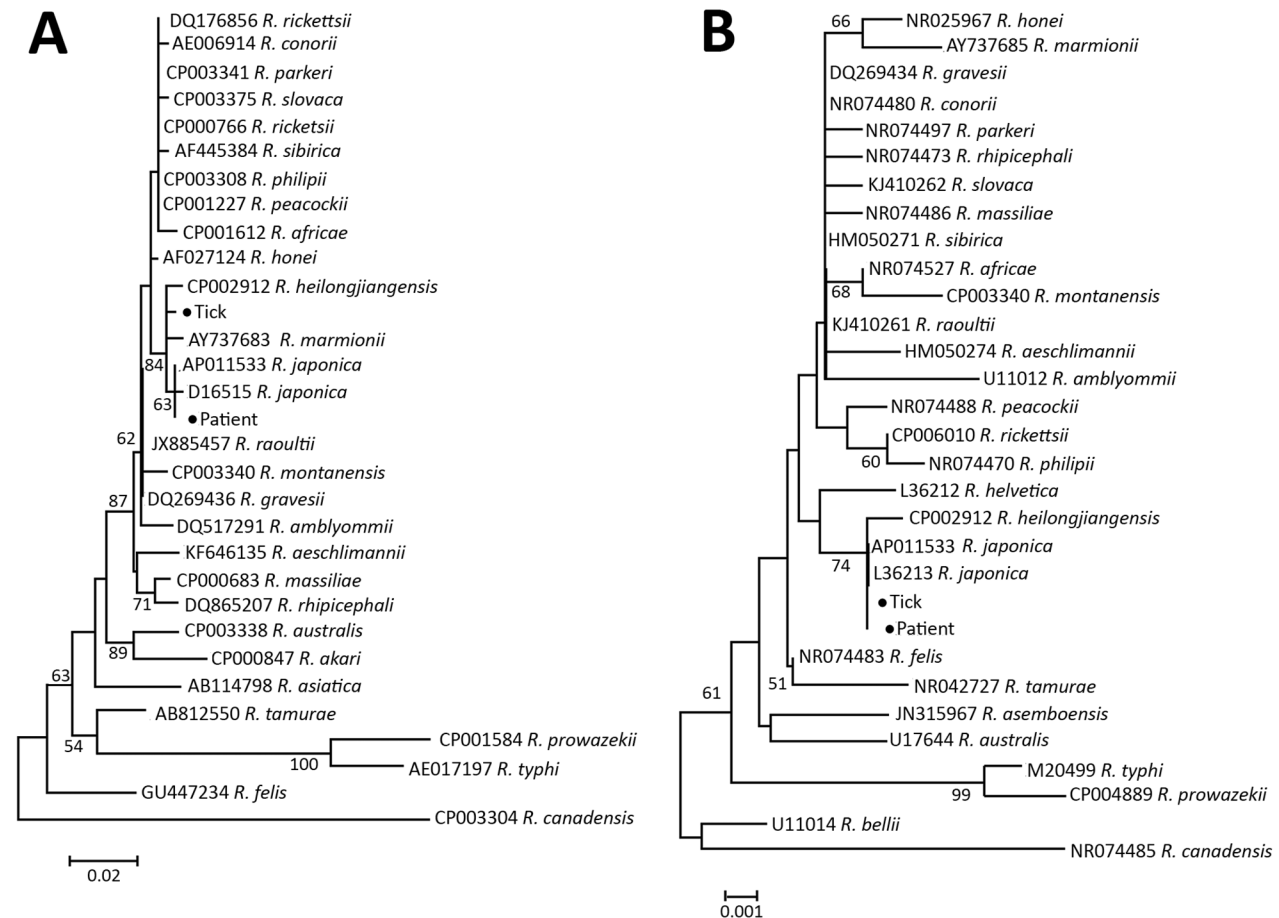 A
DQ176856 R. rickettsii
AE006914 R. conorii
CP003341 R. parkeri
CP003375 R. slovaca
CP000766 R. ricketsii
AF445384 R. sibirica
CP003308 R. philipii
CP001227 R. peacockii
CP001612 R. africae
AF027124 R. honei
CP002912 R. heilongjiangensis
Tick
AY737683 R. marmionii
84
AP011533 R. japonica
D16515 R. japonica
63
Patient
62
JX885457 R. raoultii
CP003340 R. montanensis
87
DQ269436 R. gravesii
DQ517291 R. amblyommii
KF646135 R. aeschlimannii
CP000683 R. massiliae
71
DQ865207 R. rhipicephali
CP003338 R. australis
89
CP000847 R. akari
63
AB114798 R. asiatica
AB812550 R. tamurae
54
CP001584 R. prowazekii
100
AE017197 R. typhi
GU447234 R. felis
CP003304 R. canadensis
0.02
B
66
NR025967 R. honei
AY737685 R. marmionii
DQ269434 R. gravesii
NR074480 R. conorii
NR074497 R. parkeri
NR074473 R. rhipicephali
KJ410262 R. slovaca
NR074486 R. massiliae
HM050271 R. sibirica
NR074527 R. africae
68
CP003340 R. montanensis
KJ410261 R. raoultii
HM050274 R. aeschlimannii
U11012 R. amblyommii
NR074488 R. peacockii
CP006010 R. rickettsii
60
NR074470 R. philipii
L36212 R. helvetica
CP002912 R. heilongjiangensis
AP011533 R. japonica
74
L36213 R. japonica
Tick
Patient
NR074483 R. felis
51
NR042727 R. tamurae
61
JN315967 R. asemboensis
U17644 R. australis
M20499 R. typhi
99
CP004889 R. prowazekii
U11014 R. bellii
NR074485 R. canadensis
0.001